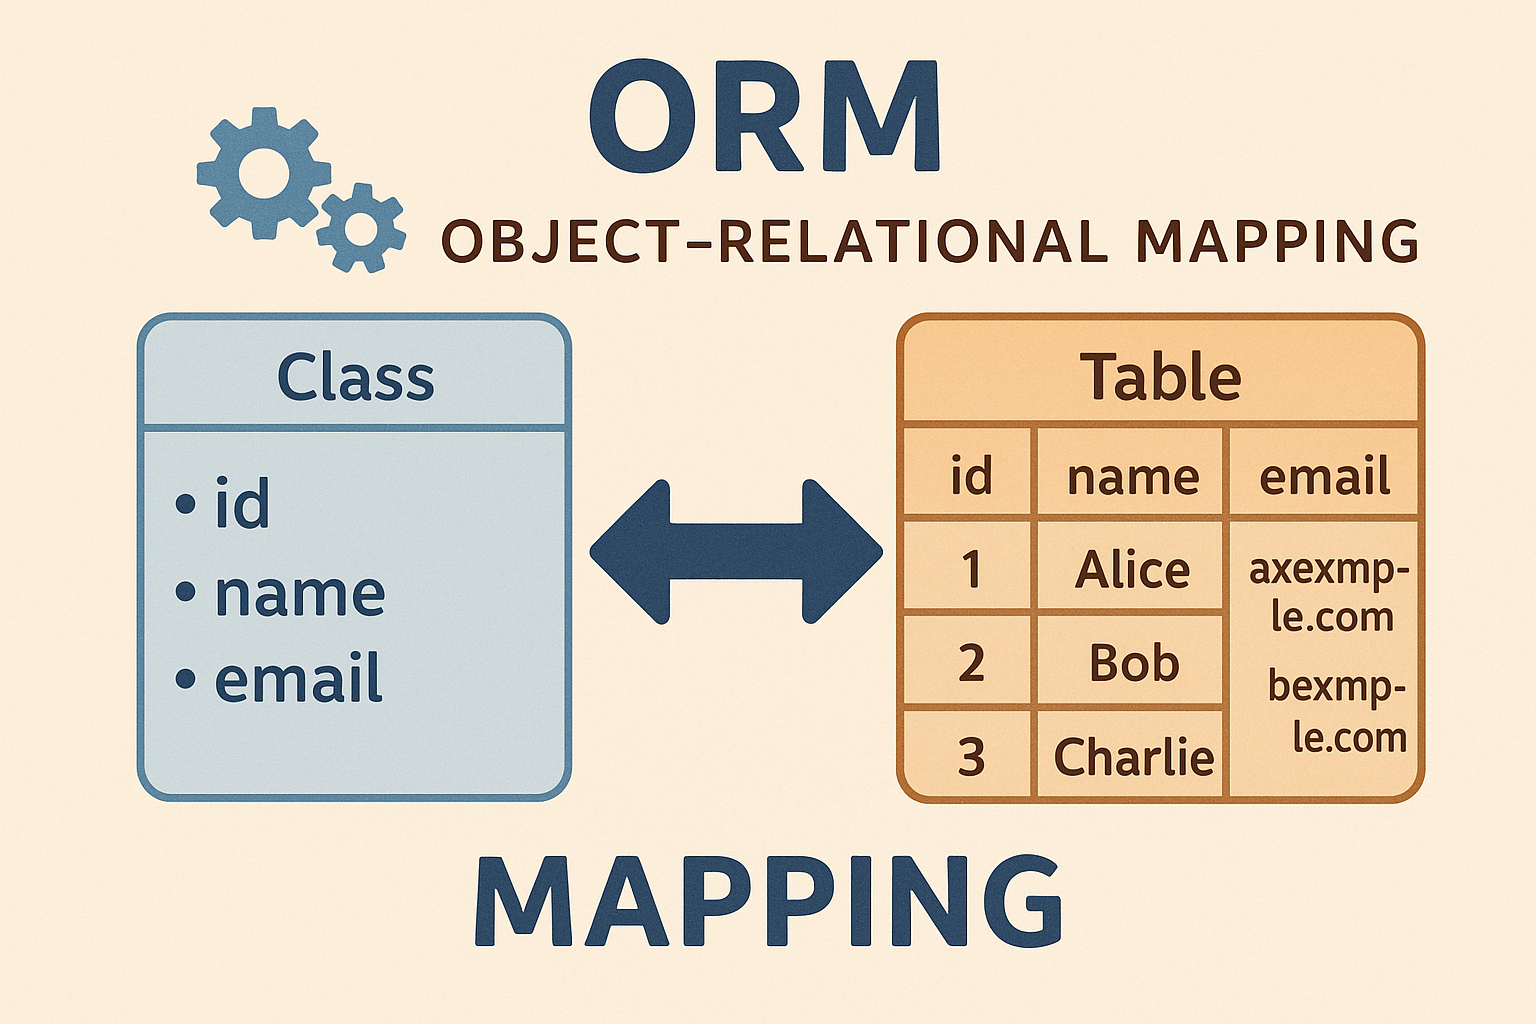 ORM
OBJECT–RELATIONAL MAPPING
Class
• id
• name
• email
Table
id name email
1 Alice axexmp-
le.com
2 Bob bexmp-
le.com
3 Charlie
MAPPING